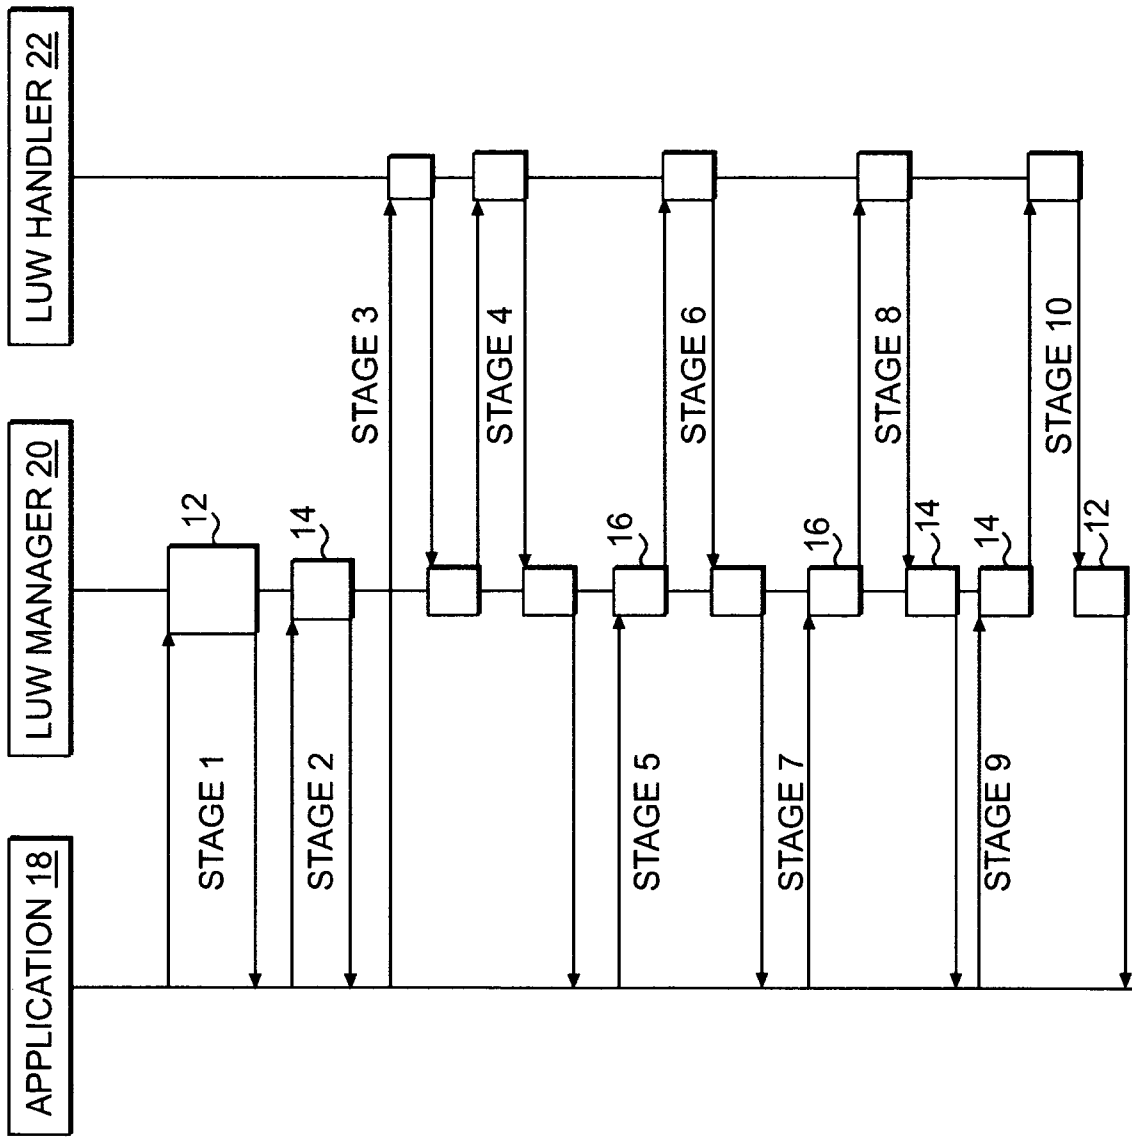 APPLICATION 18
LUW MANAGER 20
LUW HANDLER 22
STAGE 1
12
STAGE 2
14
STAGE 3
STAGE 4
STAGE 5
16
STAGE 6
STAGE 7
16
STAGE 8
14
STAGE 9
14
STAGE 10
12